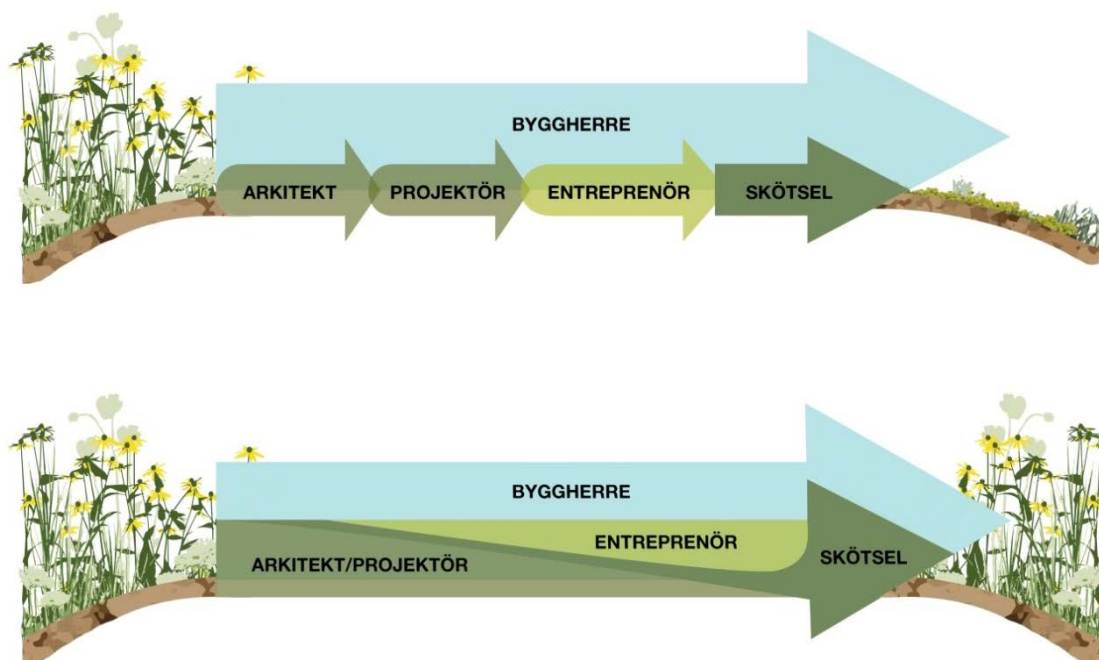 BYGGHERRE
ARKITEKT PROJEKTÖR ENTREPRENÖR SKÖTSEL
BYGGHERRE
ENTREPRENÖR
ARKITEKT/PROJEKTÖR SKÖTSEL